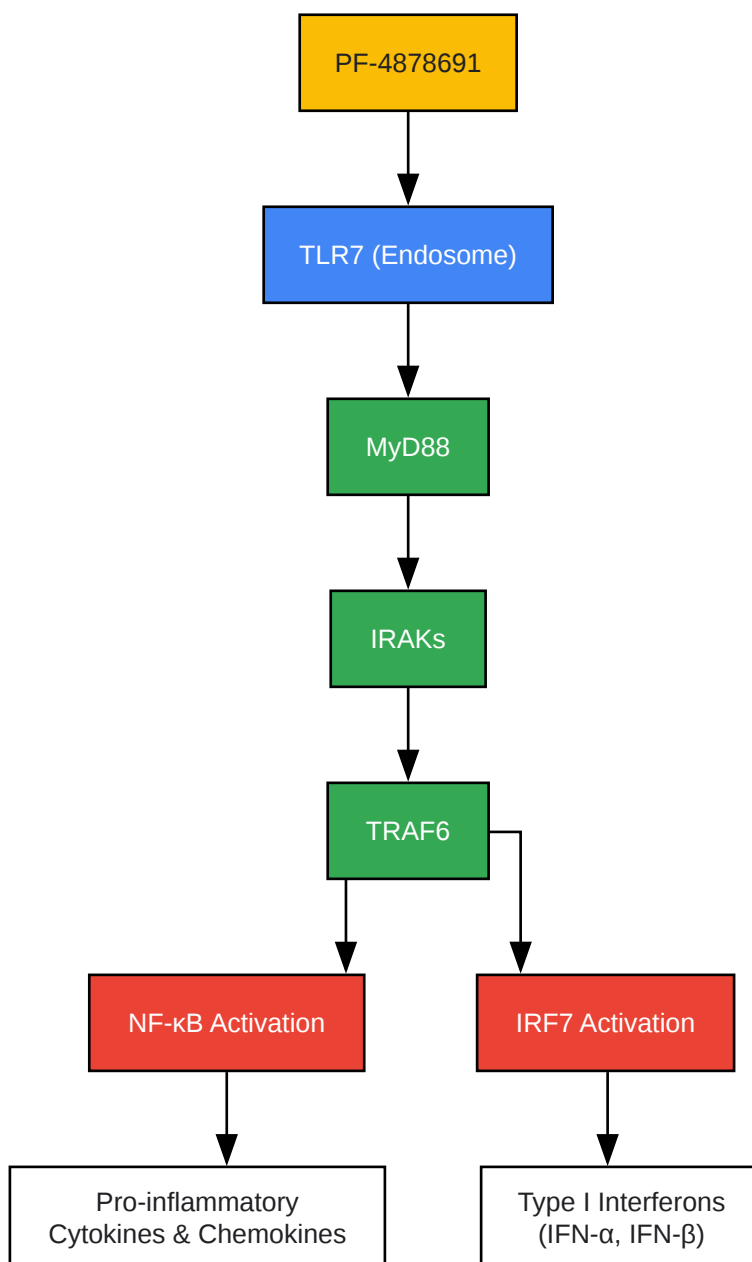 PF-4878691
TLR7 (Endosome)
MyD88
IRAKs
TRAF6
NF-κB Activation
IRF7 Activation
Pro-inflammatory
Cytokines & Chemokines
Type I Interferons
(IFN-α, IFN-β)